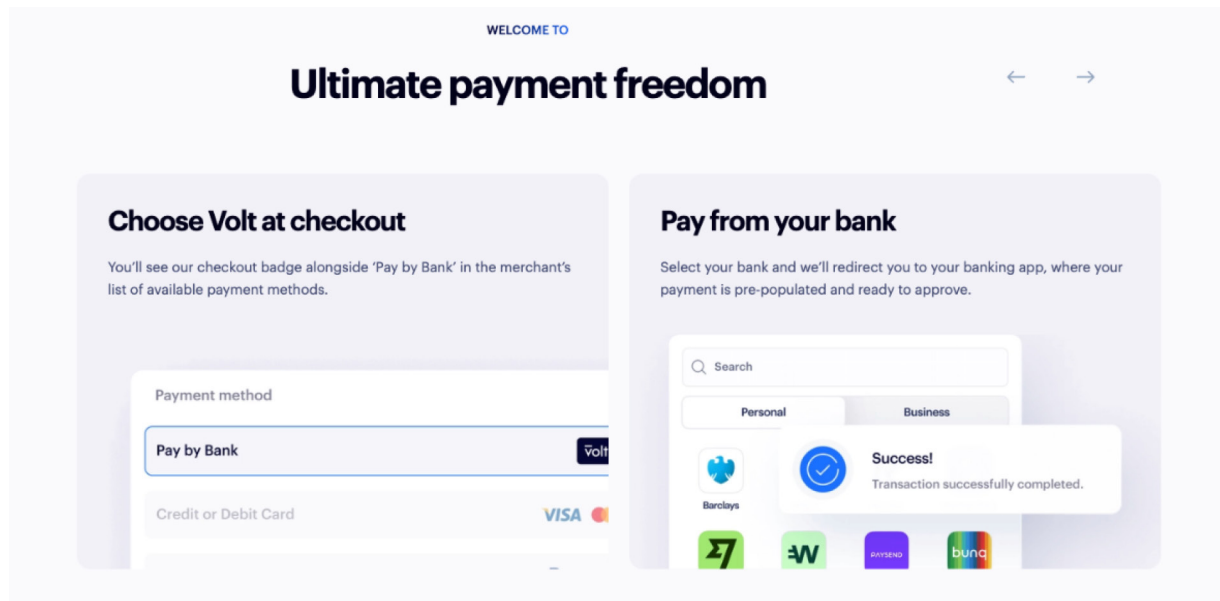 WELCOME TO
Ultimate payment freedom
Choose Volt at checkout
You'll see our checkout badge alongside ‘Pay by Bank’ in the merchant's
list of available payment methods.
Payment method
Pay by Bank
volt
Credit or Debit Card
VISA
Pay from your bank
Select your bank and we'll redirect you to your banking app, where your
payment is pre-populated and ready to approve.
Search
Personal Business
Success!
Transaction successfully completed.
Barclays
PAYSEND
bunq